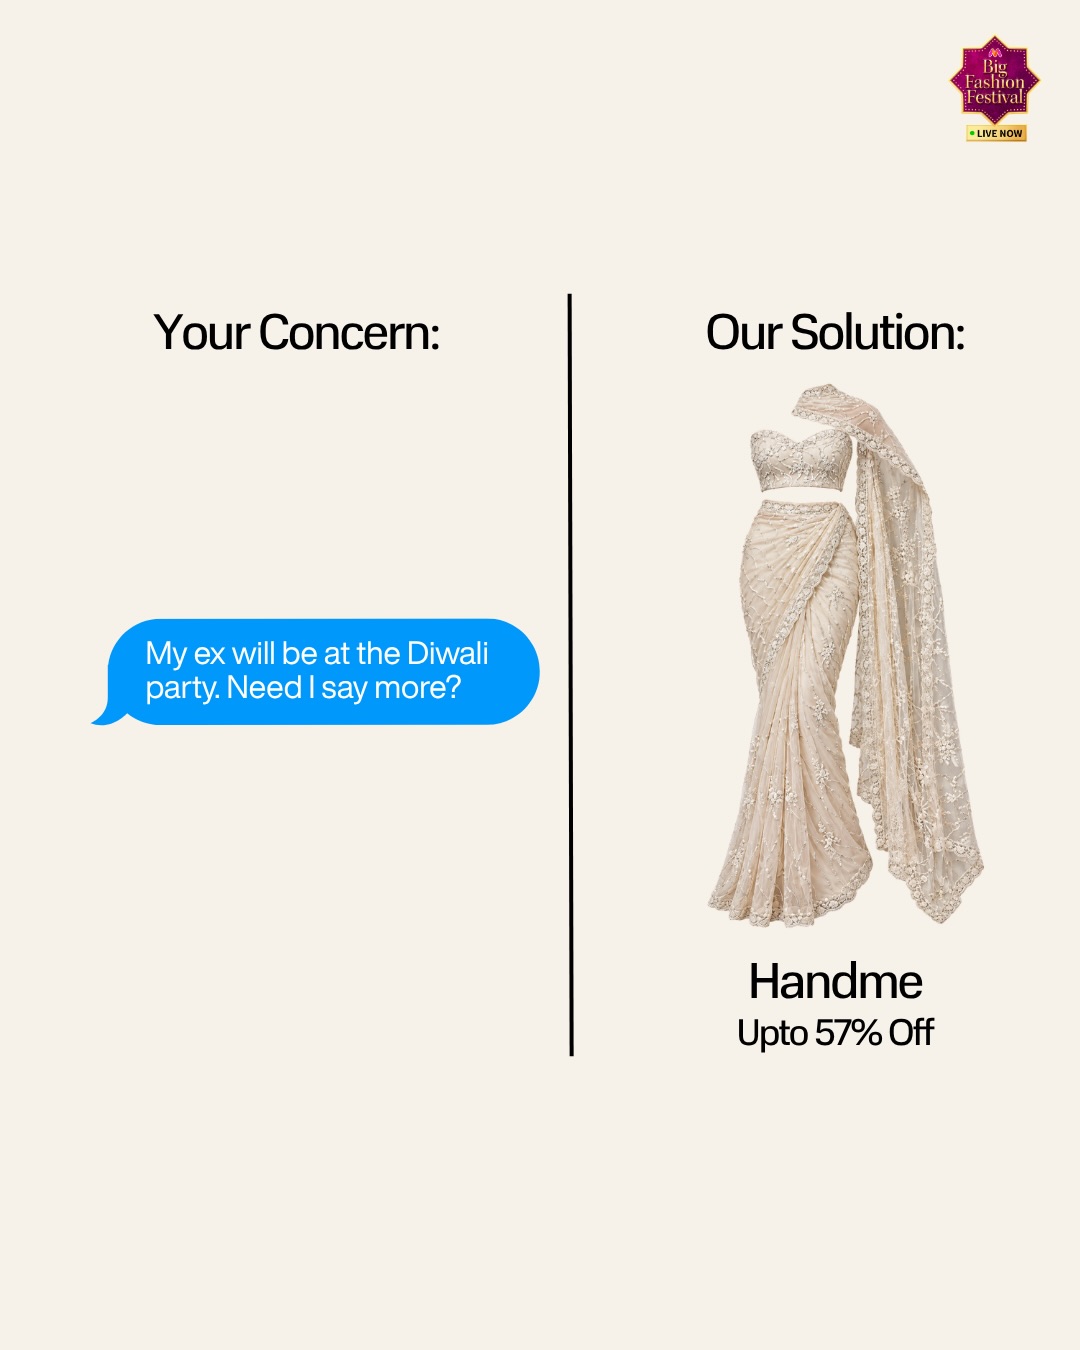 Big
Fashion
Festival
LIVE NOW
Your Concern:
My ex will be at the Diwali
party. Need I say more?
Our Solution:
Handme
Upto 57% Off